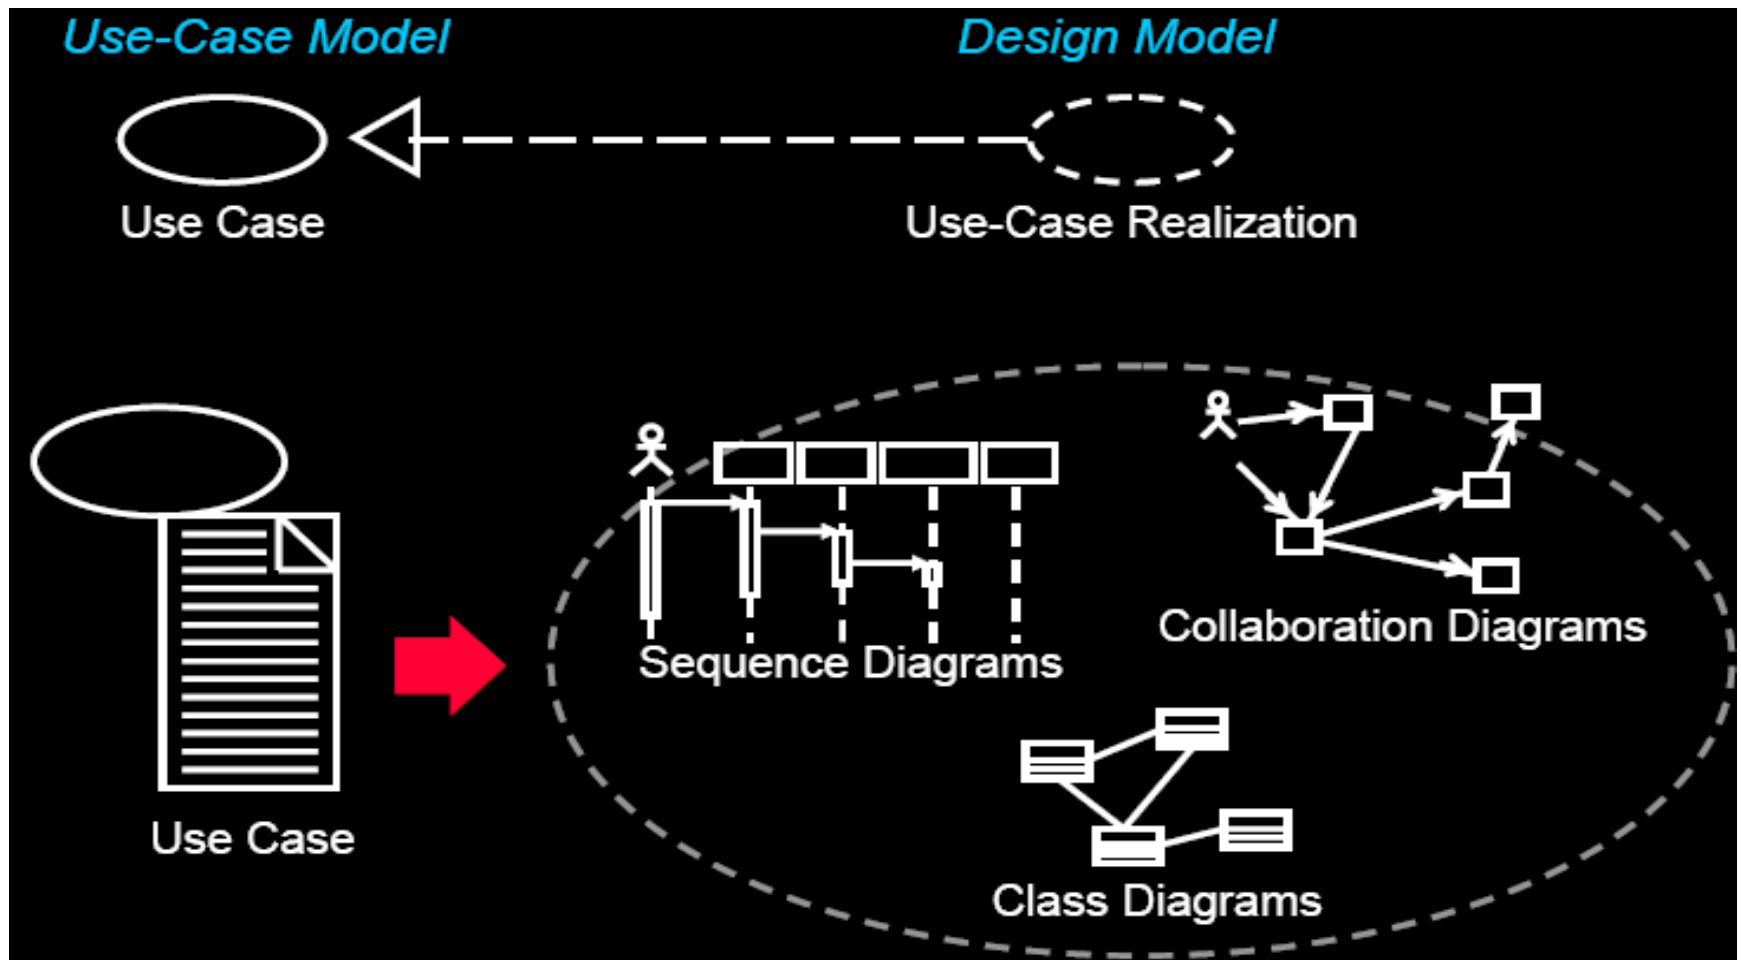 Use-Case Model
Design Model
Use Case
Use-Case Realization
Sequence Diagrams
Collaboration Diagrams
Use Case
Class Diagrams